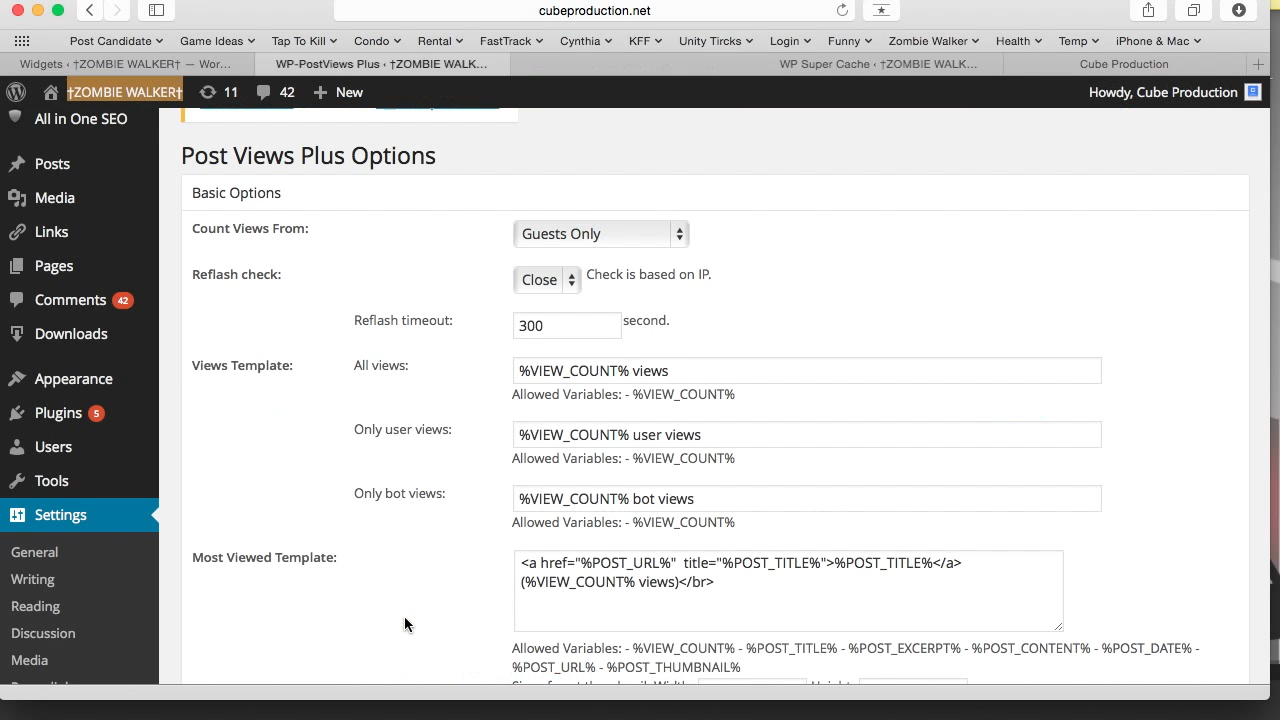 cubeproduction.net
Post Candidate Game Ideas Tap To Kill Condo Rental FastTrack Cynthia KFF Unity Tircks Login Funny Zombie Walker Health Temp iPhone & Mac
Widgets ‹ †ZOMBIE WALKER† — Wor... WP-PostViews Plus ‹ †ZOMBIE WALK... WP Super Cache ‹ †ZOMBIE WALK... Cube Production
†ZOMBIE WALKER† 11 42 New Howdy, Cube Production
All in One SEO
Posts
Media
Links
Pages
Comments 42
Downloads
Appearance
Plugins 5
Users
Tools
Settings
General
Writing
Reading
Discussion
Media
Post Views Plus Options
Basic Options
Count Views From: Guests Only
Reflash check: Close Check is based on IP.
Reflash timeout: 300 second.
Views Template: All views: %VIEW_COUNT% views
Allowed Variables: - %VIEW_COUNT%
Only user views: %VIEW_COUNT% user views
Allowed Variables: - %VIEW_COUNT%
Only bot views: %VIEW_COUNT% bot views
Allowed Variables: - %VIEW_COUNT%
Most Viewed Template: <a href="%POST_URL%"  title="%POST_TITLE%">%POST_TITLE%</a>
(%VIEW_COUNT% views)</br>
Allowed Variables: - %VIEW_COUNT% - %POST_TITLE% - %POST_EXCERPT% - %POST_CONTENT% - %POST_DATE% -
%POST_URL% - %POST_THUMBNAIL%